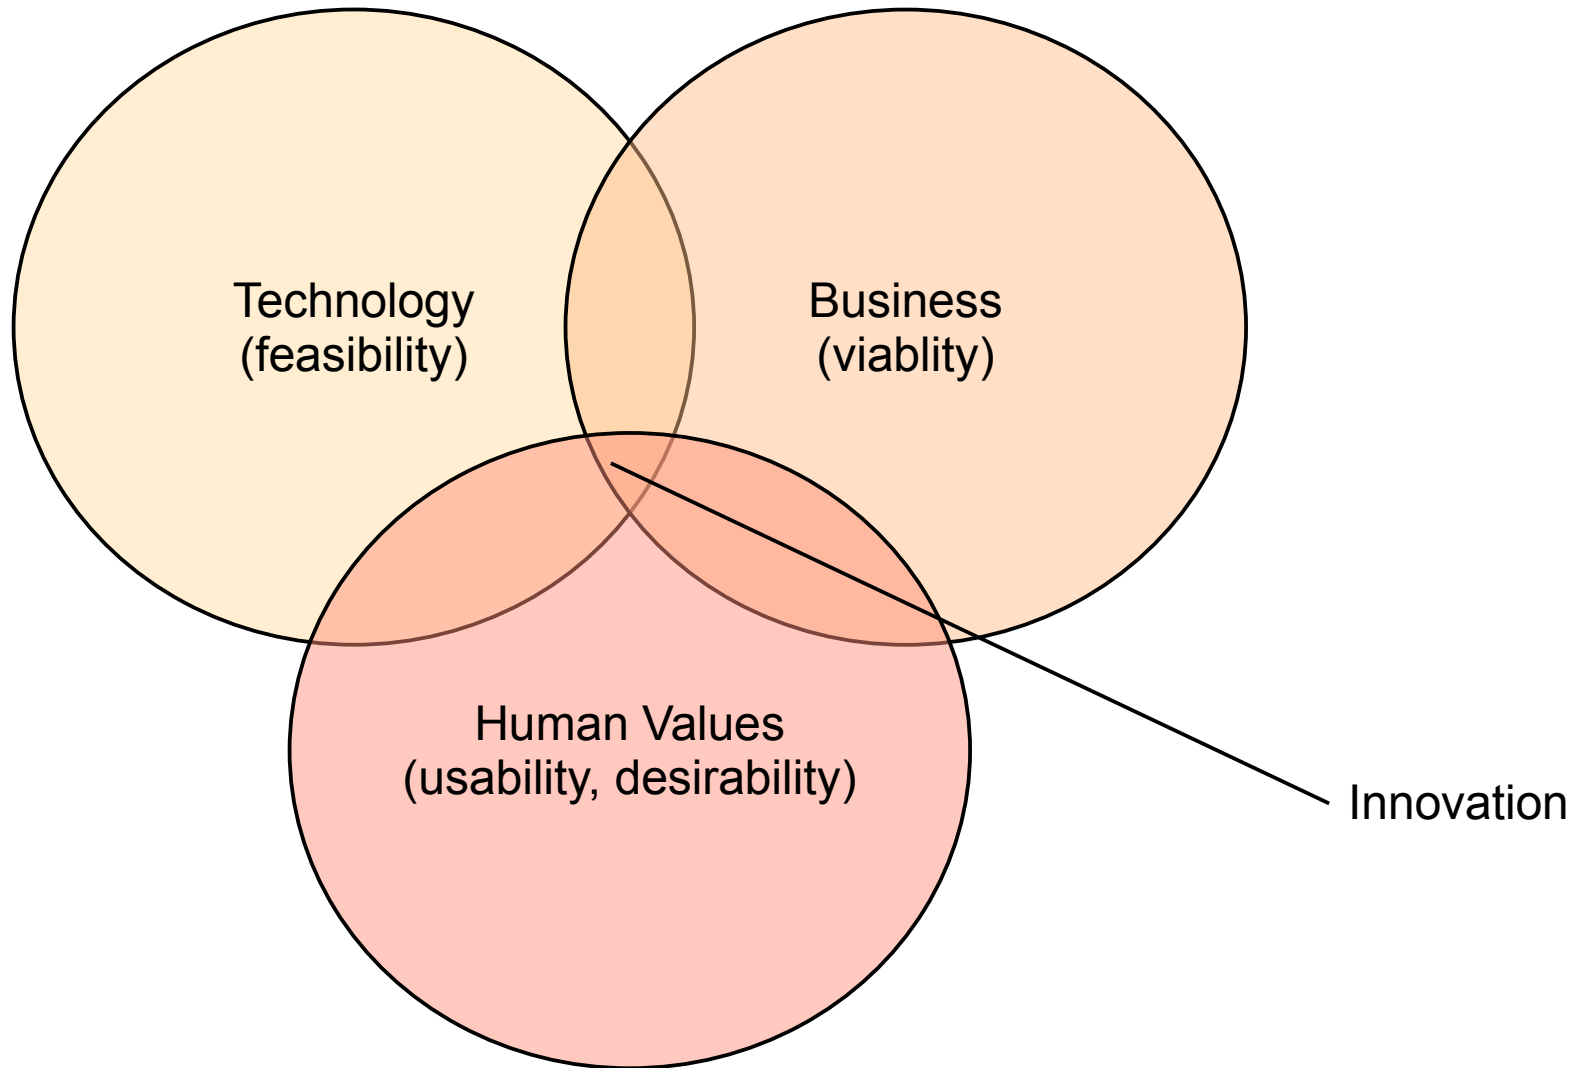 Technology
(feasibility)
Business
(viablity)
Human Values
(usability, desirability)
Innovation